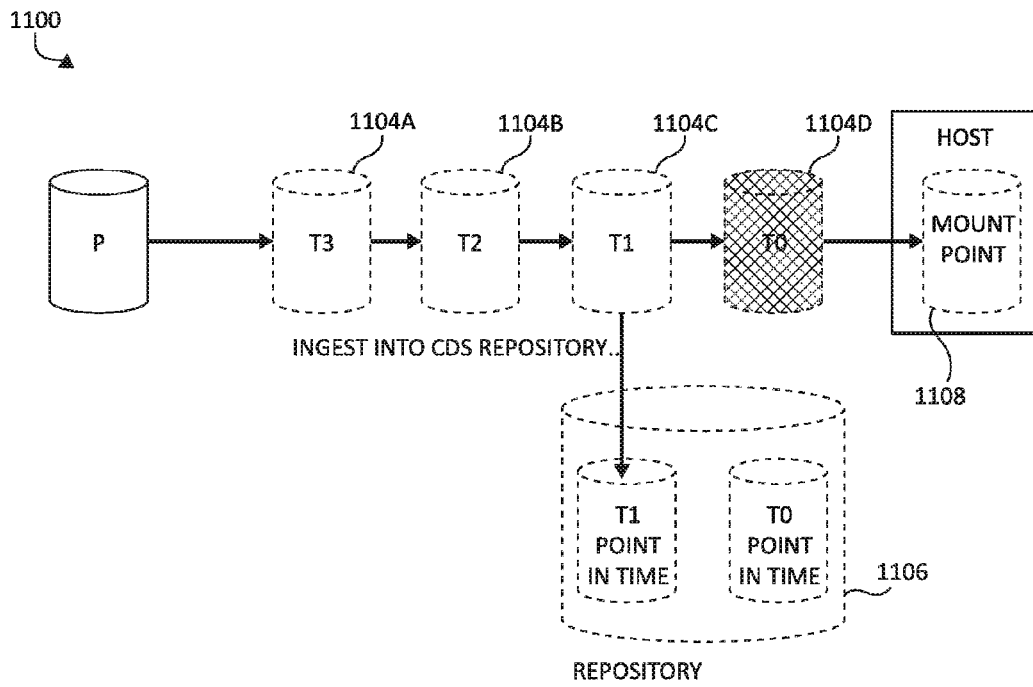 1100
1104A
1104B
1104C
1104D
HOST
P
T3
T2
T1
T0
MOUNT
POINT
INGEST INTO CDS REPOSITORY..
1108
T1
POINT
IN TIME
T0
POINT
IN TIME
1106
REPOSITORY